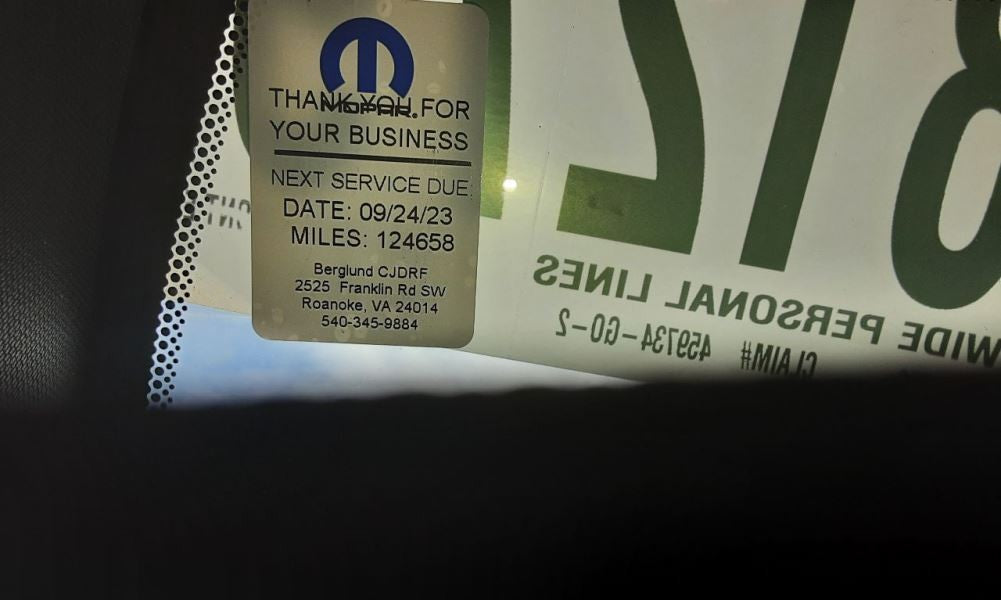 MOPAR.
THANK YOU FOR
YOUR BUSINESS
NEXT SERVICE DUE:
DATE: 09/24/23
MILES: 124658
Berglund CJDRF
2525 Franklin Rd SW
Roanoke, VA 24014
540-345-9884
WIDE PERSONAL LINES
CLAIM# 459734-GO-2